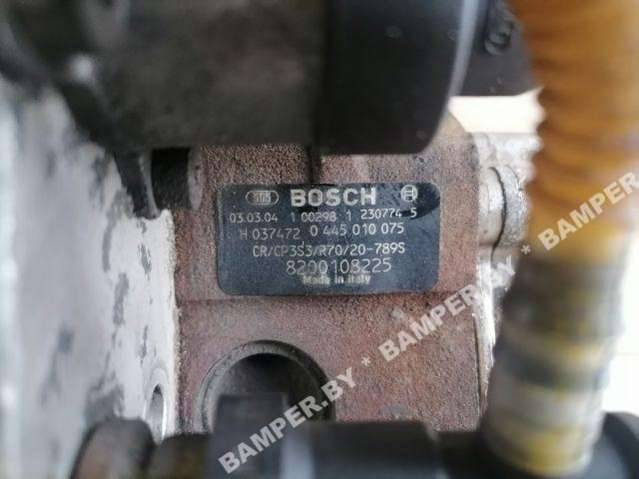 BOSCH
03.03.04 1 00298 1 230774 5
H 037472 0 445 010 075
CR/CP3S3/R70/20-789S
8200108225
Made in Italy
BAMPER.BY * BAMPER.BY * BAMPER.BY